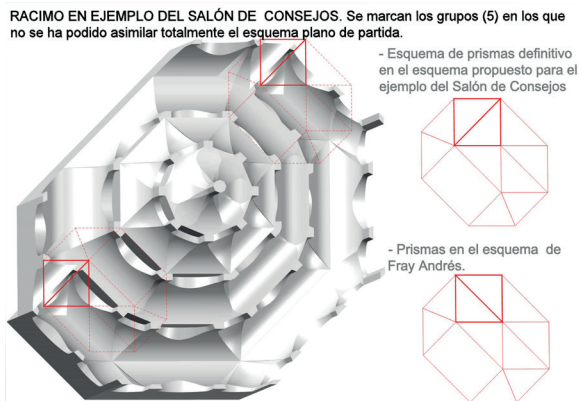 RACIMO EN EJEMPLO DEL SALÓN DE CONSEJOS. Se marcan los grupos (5) en los que
no se ha podido asimilar totalmente el esquema plano de partida.
- Esquema de prismas definitivo
en el esquema propuesto para el
ejemplo del Salón de Consejos
- Prismas en el esquema de
Fray Andrés.